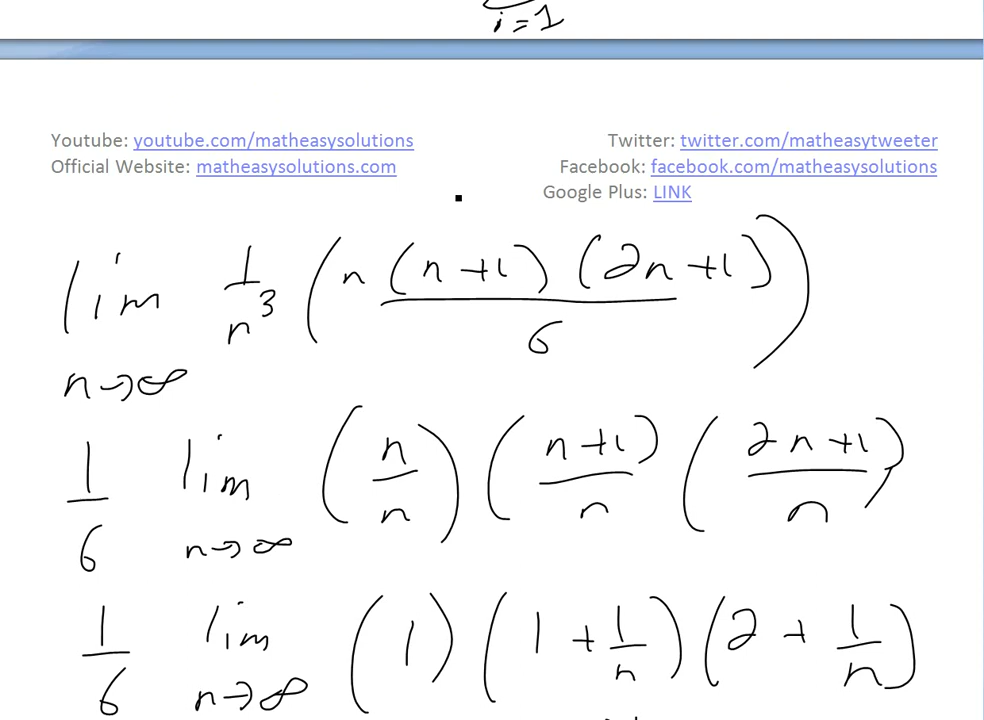 i=1
Youtube: youtube.com/matheasysolutions
Twitter: twitter.com/matheasytweeter
Official Website: matheasysolutions.com
Facebook: facebook.com/matheasysolutions
Google Plus: LINK
lim n→∞ 1/n³ (n(n+1)(2n+1)/6)
1/6 lim n→∞ (n/n)((n+1)/n)((2n+1)/n)
1/6 lim n→∞ (1)(1+1/n)(2+1/n)